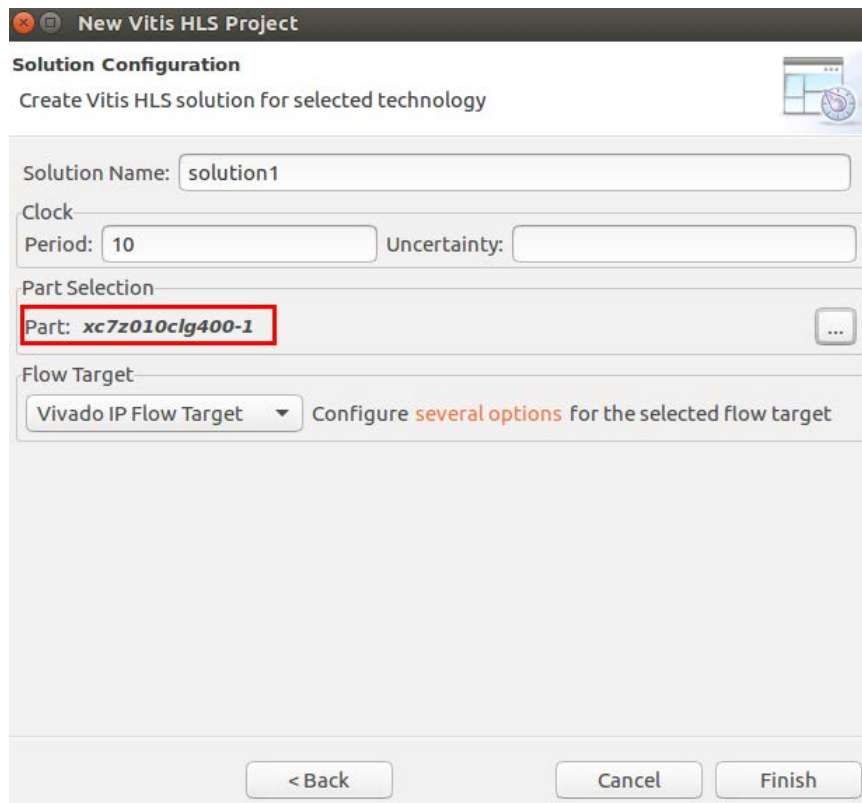 New Vitis HLS Project
Solution Configuration
Create Vitis HLS solution for selected technology
Solution Name: solution1
Clock
Period: 10 Uncertainty:
Part Selection
Part: xc7z010clg400-1 ...
Flow Target
Vivado IP Flow Target Configure several options for the selected flow target
< Back Cancel Finish